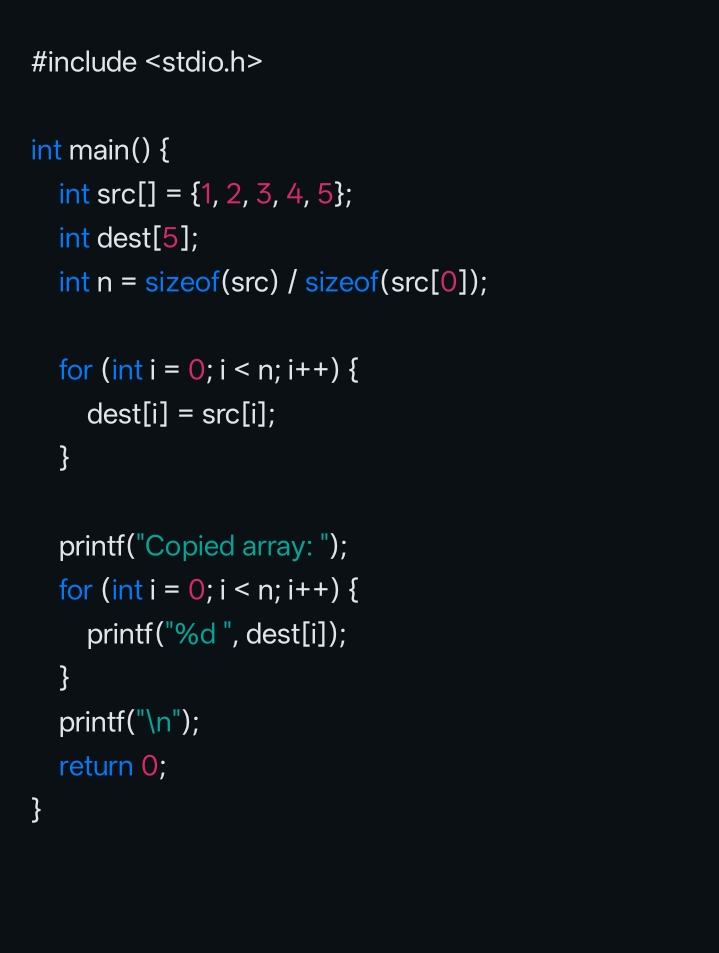 #include <stdio.h>
int main() {
int src[] = {1, 2, 3, 4, 5};
int dest[5];
int n = sizeof(src) / sizeof(src[0]);
for (int i = 0; i < n; i++) {
dest[i] = src[i];
}
printf("Copied array: ");
for (int i = 0; i < n; i++) {
printf("%d ", dest[i]);
}
printf("\n");
return 0;
}